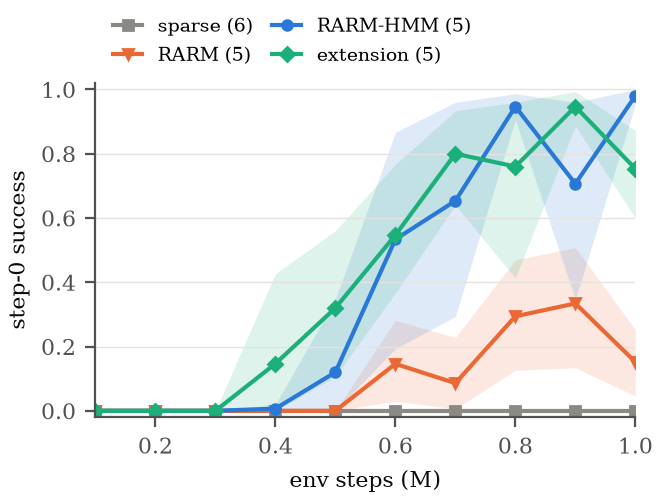 sparse (6) RARM-HMM (5)
RARM (5) extension (5)
1.0
0.8
0.6
0.4
0.2
0.0
step-0 success
0.2 0.4 0.6 0.8 1.0
env steps (M)